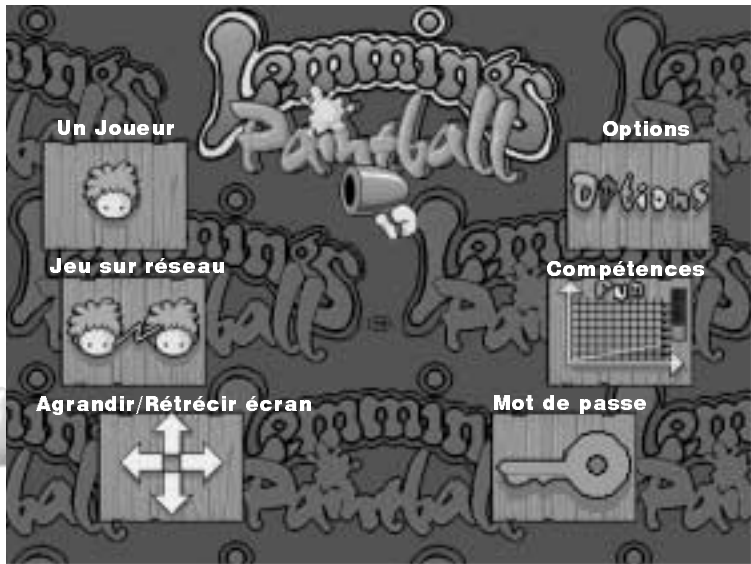 Lemmings
Paintball
Un Joueur
Options
Options
Jeu sur réseau
Compétences
Fun
Agrandir/Rétrécir écran
Mot de passe